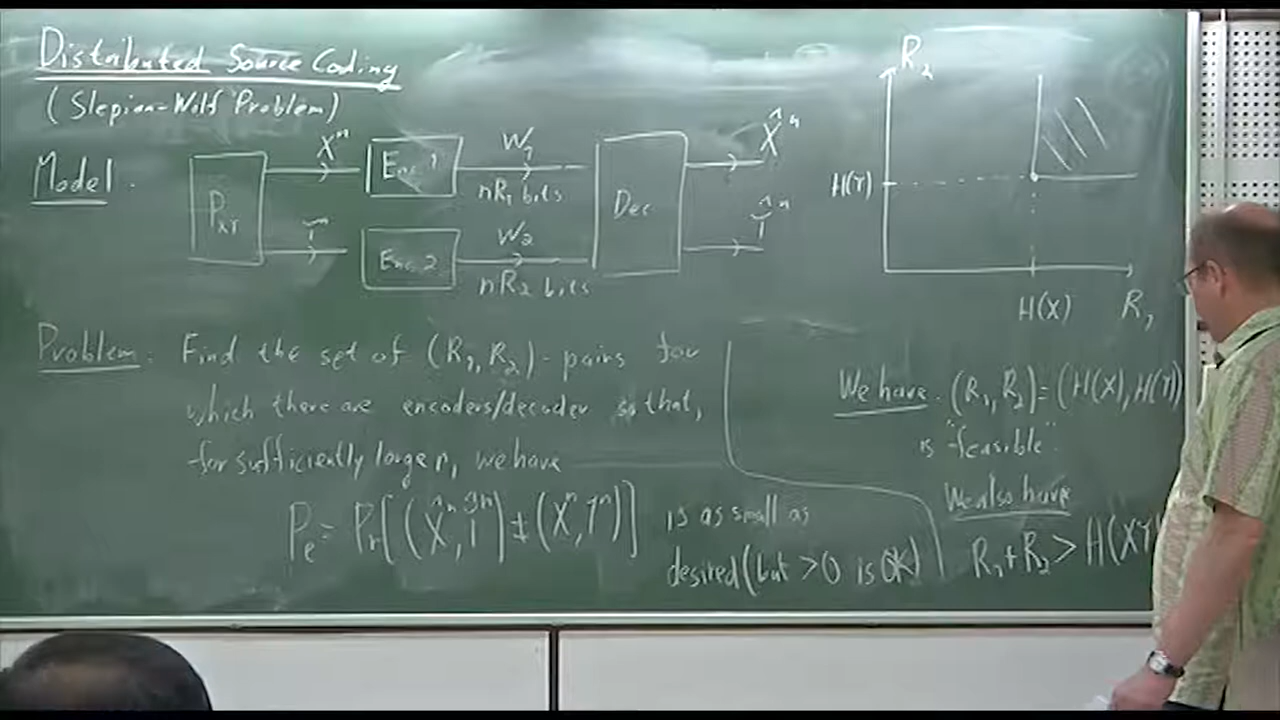 Distributed Source Coding
(Slepian-Wolf Problem)
Model.
P_XY
X^n
Y^n
Enc. 1
Enc. 2
W_1
nR_1 bits
W_2
nR_2 bits
Dec
X̂^n
Ŷ^n
R_2
H(Y)
H(X)
R_1
Problem: Find the set of (R_1, R_2)-pairs for
which there are encoders/decoder so that,
for sufficiently large n, we have
P_e = Pr[(X̂^n, Ŷ^n) ≠ (X^n, Y^n)] is as small as
desired (but >0 is OK)
We have. (R_1, R_2) = (H(X), H(Y))
is "feasible".
We also have
R_1 + R_2 > H(XY